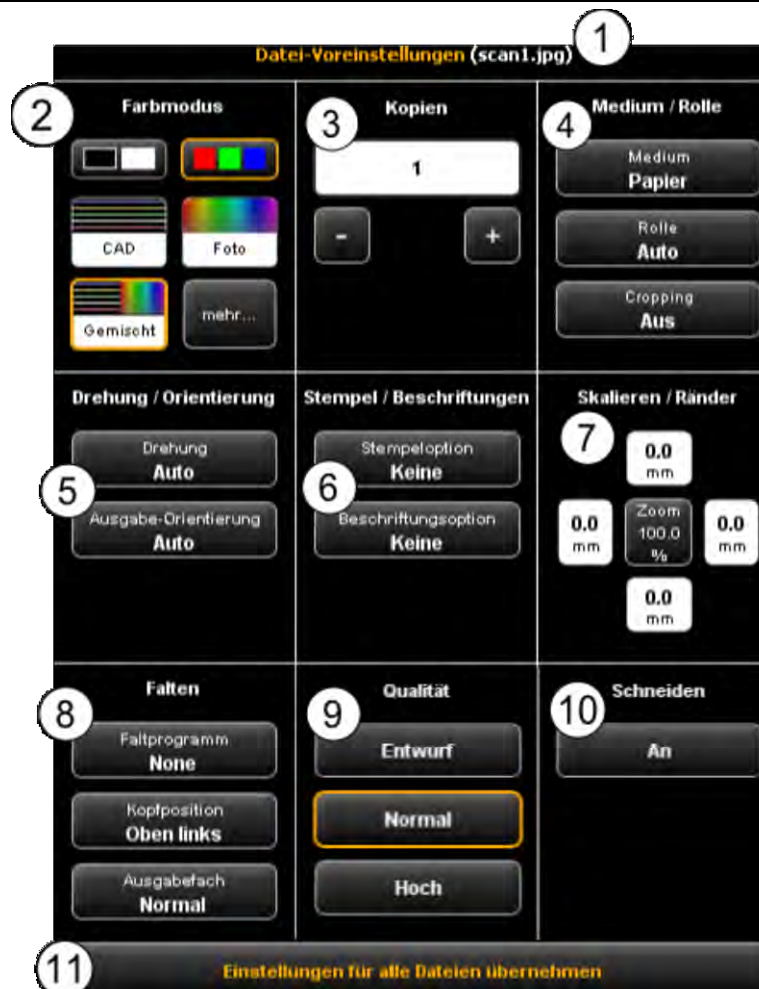 Datei-Voreinstellungen (scan1.jpg)
1
2
Farbmodus
CAD
Foto
Gemischt
mehr...
3
Kopien
1
-
+
4
Medium / Rolle
Medium
Papier
Rolle
Auto
Cropping
Aus
5
Drehung / Orientierung
Drehung
Auto
Ausgabe-Orientierung
Auto
6
Stempel / Beschriftungen
Stempeloption
Keine
Beschriftungsoption
Keine
7
Skalieren / Ränder
0.0
mm
0.0
mm
Zoom
100.0
%
0.0
mm
0.0
mm
8
Falten
Faltprogramm
None
Kopfposition
Oben links
Ausgabefach
Normal
9
Qualität
Entwurf
Normal
Hoch
10
Schneiden
An
11
Einstellungen für alle Dateien übernehmen